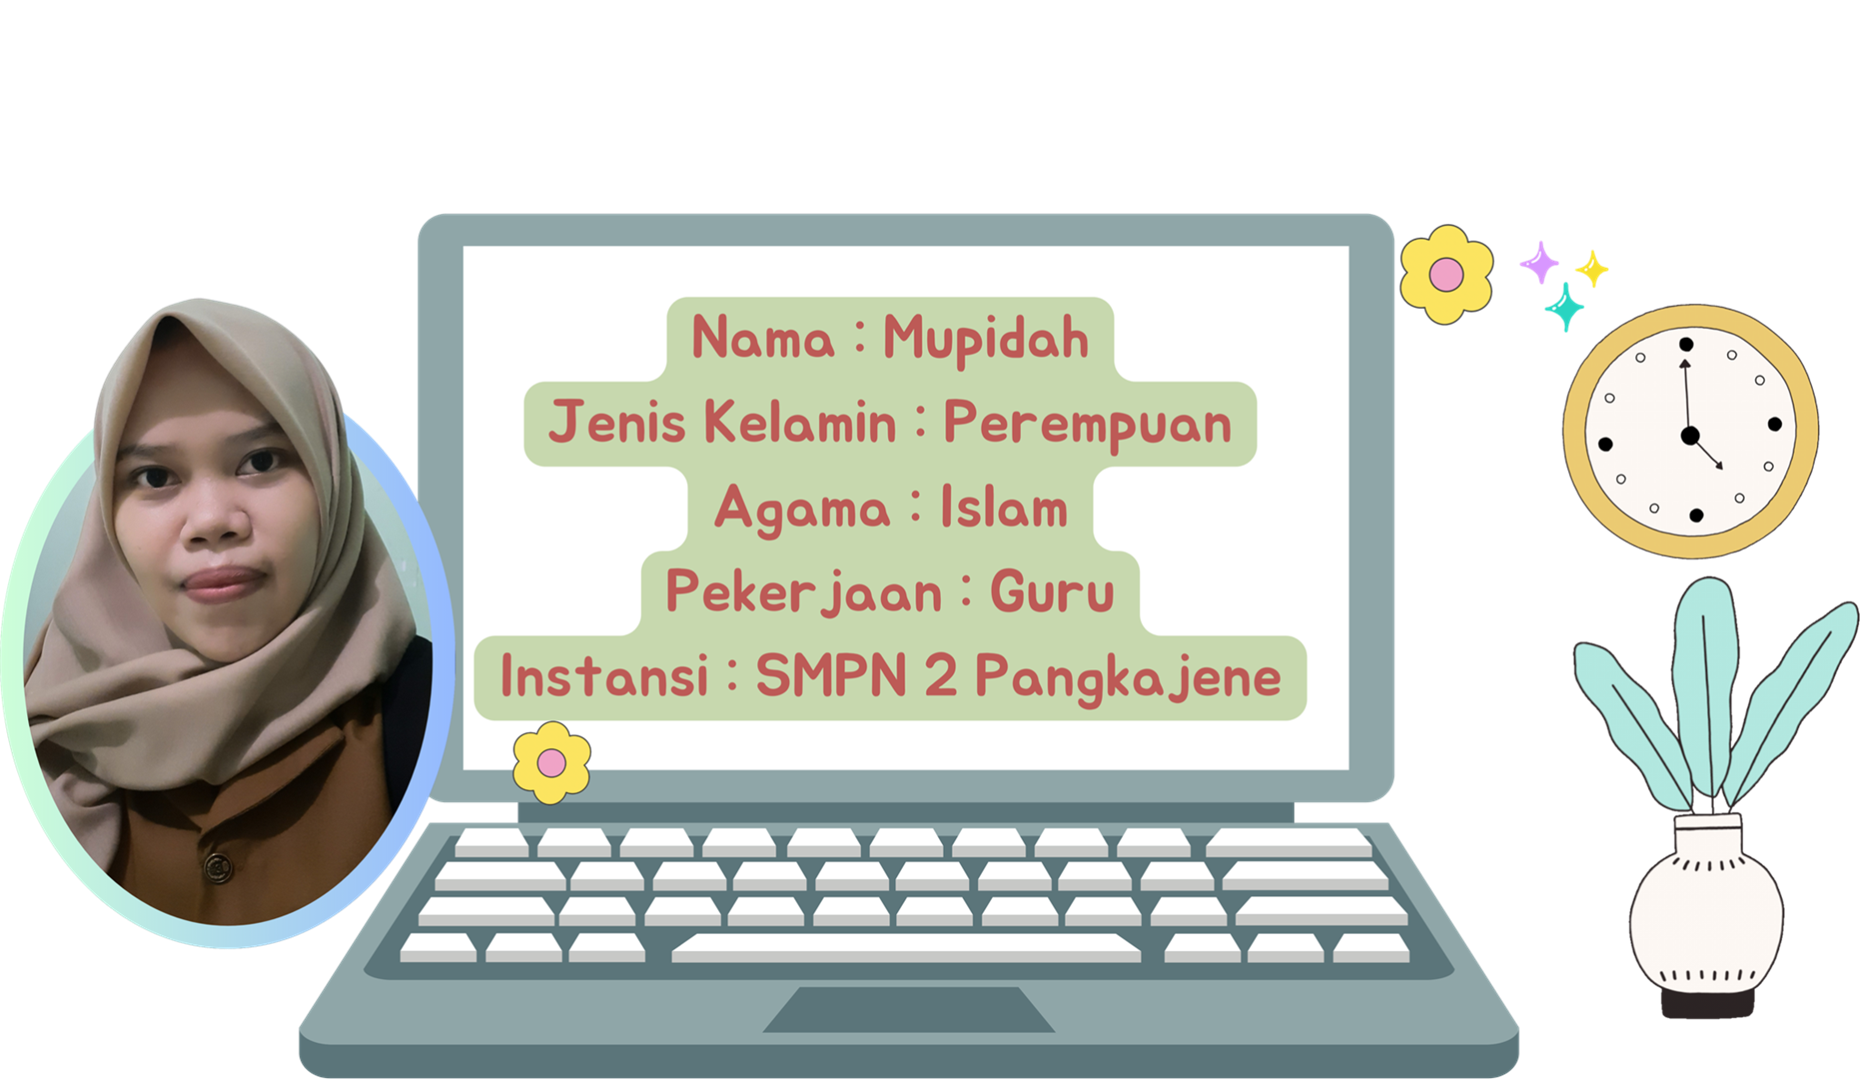 Nama : Mupidah
Jenis Kelamin : Perempuan
Agama : Islam
Pekerjaan : Guru
Instansi : SMPN 2 Pangkajene